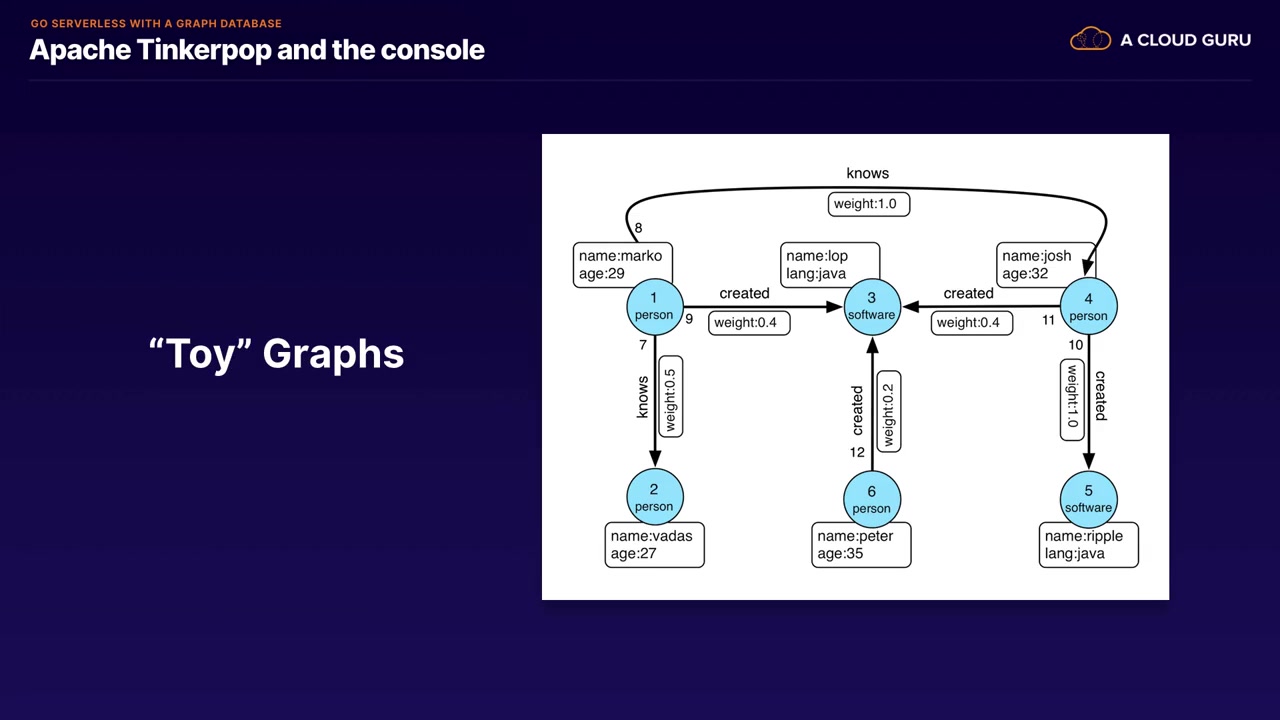 GO SERVERLESS WITH A GRAPH DATABASE
Apache Tinkerpop and the console
A CLOUD GURU
“Toy” Graphs
knows
weight:1.0
8
name:marko
age:29
name:lop
lang:java
name:josh
age:32
1
person
created
9
weight:0.4
3
software
created
weight:0.4
11
4
person
7
knows
weight:0.5
created
weight:0.2
12
10
weight:1.0
created
2
person
6
person
5
software
name:vadas
age:27
name:peter
age:35
name:ripple
lang:java